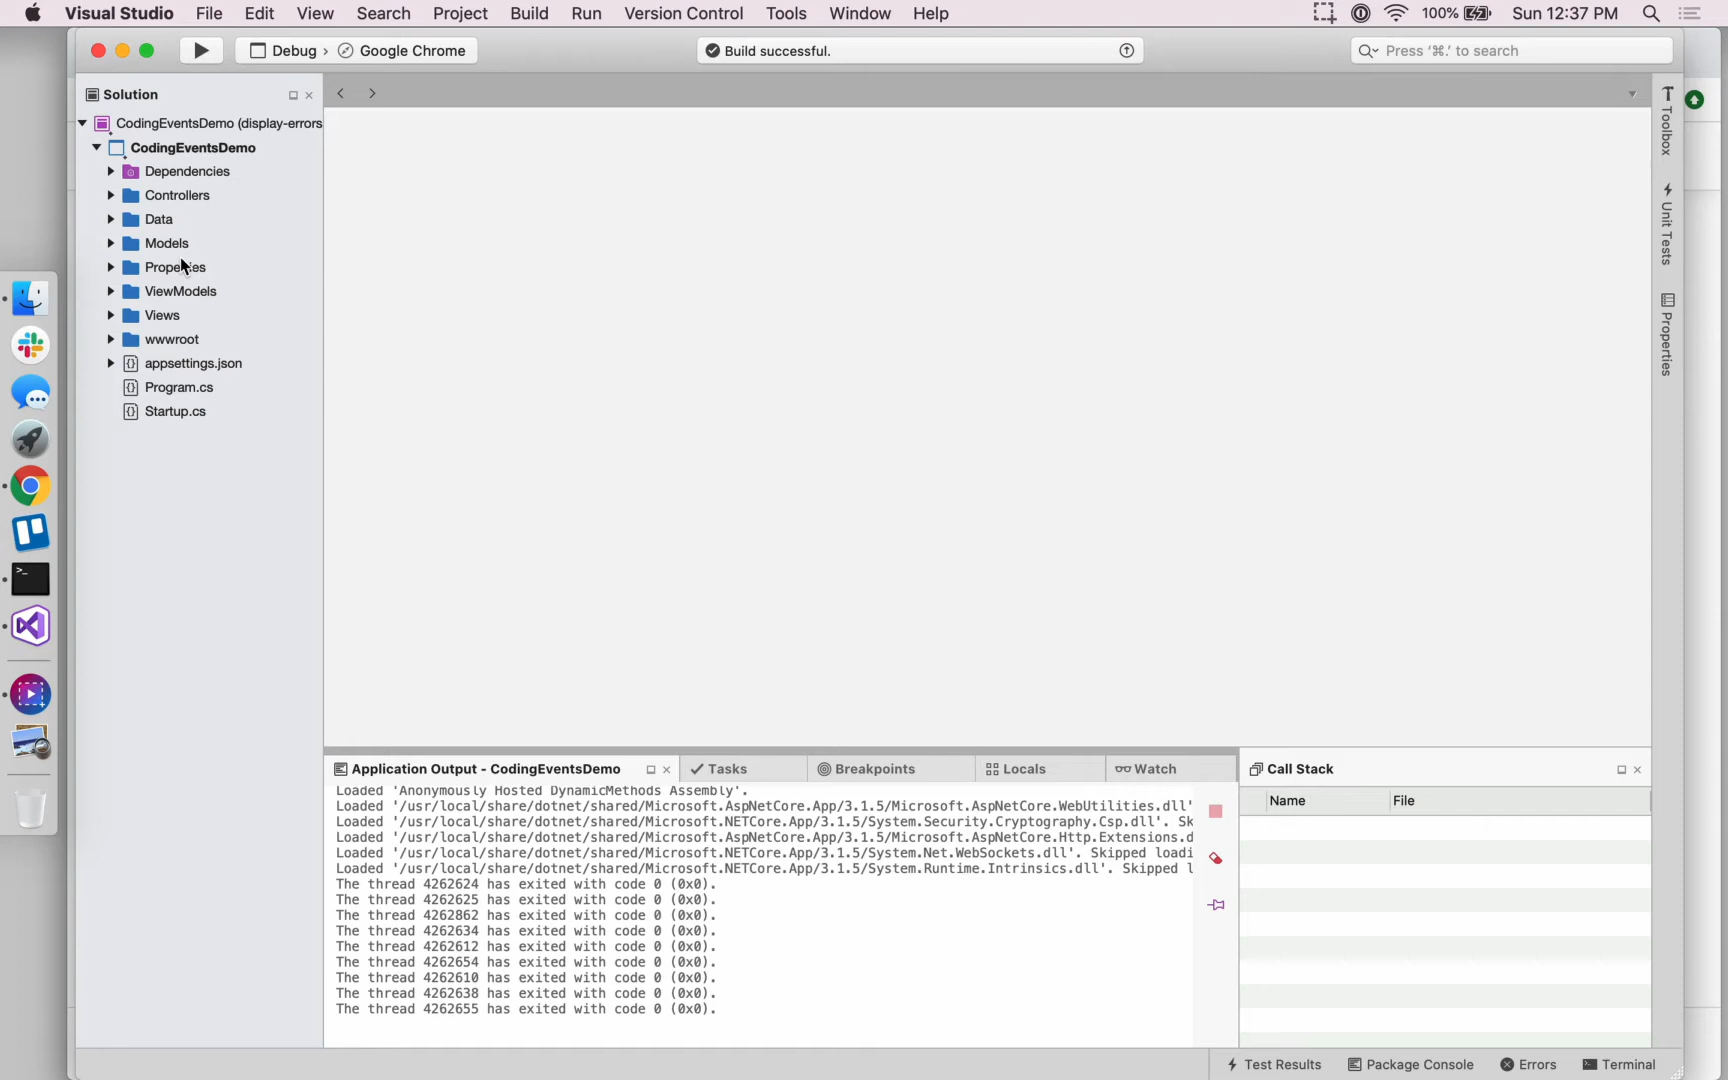 Visual Studio File Edit View Search Project Build Run Version Control Tools Window Help 100% Sun 12:37 PM
Debug › Google Chrome Build successful. Press ‘⌘.’ to search
Solution
CodingEventsDemo (display-errors
CodingEventsDemo
Dependencies
Controllers
Data
Models
Properties
ViewModels
Views
wwwroot
appsettings.json
Program.cs
Startup.cs
Toolbox
Unit Tests
Properties
Application Output - CodingEventsDemo Tasks Breakpoints Locals Watch
Loaded 'Anonymously Hosted DynamicMethods Assembly'.
Loaded '/usr/local/share/dotnet/shared/Microsoft.AspNetCore.App/3.1.5/Microsoft.AspNetCore.WebUtilities.dll'
Loaded '/usr/local/share/dotnet/shared/Microsoft.NETCore.App/3.1.5/System.Security.Cryptography.Csp.dll'. Sk
Loaded '/usr/local/share/dotnet/shared/Microsoft.AspNetCore.App/3.1.5/Microsoft.AspNetCore.Http.Extensions.d
Loaded '/usr/local/share/dotnet/shared/Microsoft.NETCore.App/3.1.5/System.Net.WebSockets.dll'. Skipped loadi
Loaded '/usr/local/share/dotnet/shared/Microsoft.NETCore.App/3.1.5/System.Runtime.Intrinsics.dll'. Skipped l
The thread 4262624 has exited with code 0 (0x0).
The thread 4262625 has exited with code 0 (0x0).
The thread 4262862 has exited with code 0 (0x0).
The thread 4262634 has exited with code 0 (0x0).
The thread 4262612 has exited with code 0 (0x0).
The thread 4262654 has exited with code 0 (0x0).
The thread 4262610 has exited with code 0 (0x0).
The thread 4262638 has exited with code 0 (0x0).
The thread 4262655 has exited with code 0 (0x0).
Call Stack
Name File
Test Results Package Console Errors Terminal